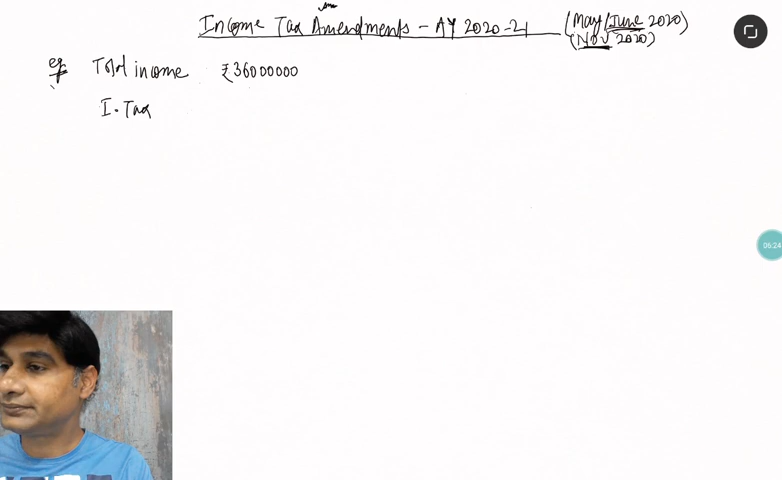 Income Tax Amendments - AY 2020-21 (May/June 2020)
(Nov 2020)
eg Total income ₹36000000
I. Tax
06:24